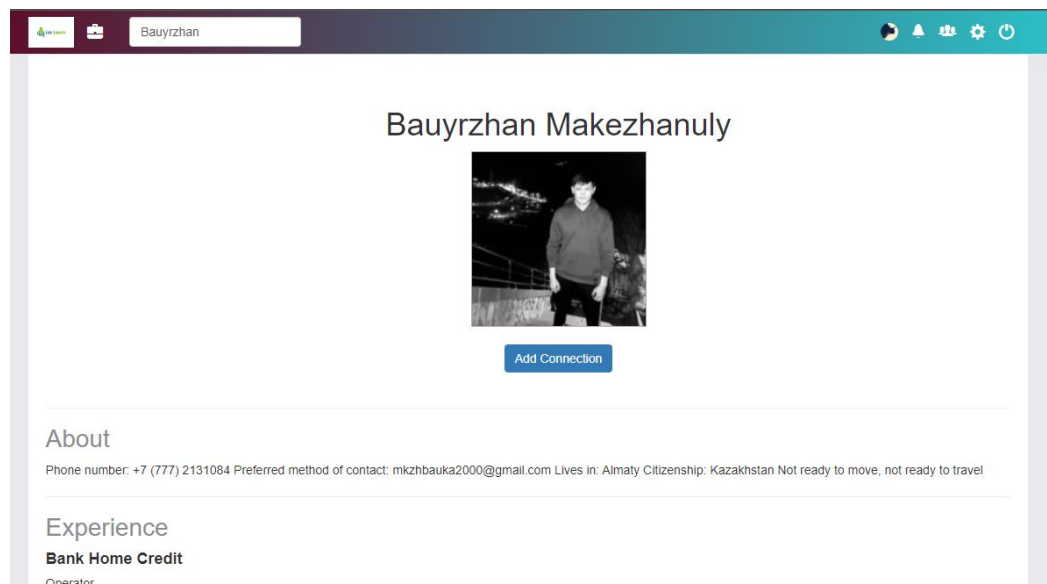 Bauyrzhan
Bauyrzhan Makezhanuly
Add Connection
About
Phone number: +7 (777) 2131084 Preferred method of contact: mkzhbauka2000@gmail.com Lives in: Almaty Citizenship: Kazakhstan Not ready to move, not ready to travel
Experience
Bank Home Credit
Operator